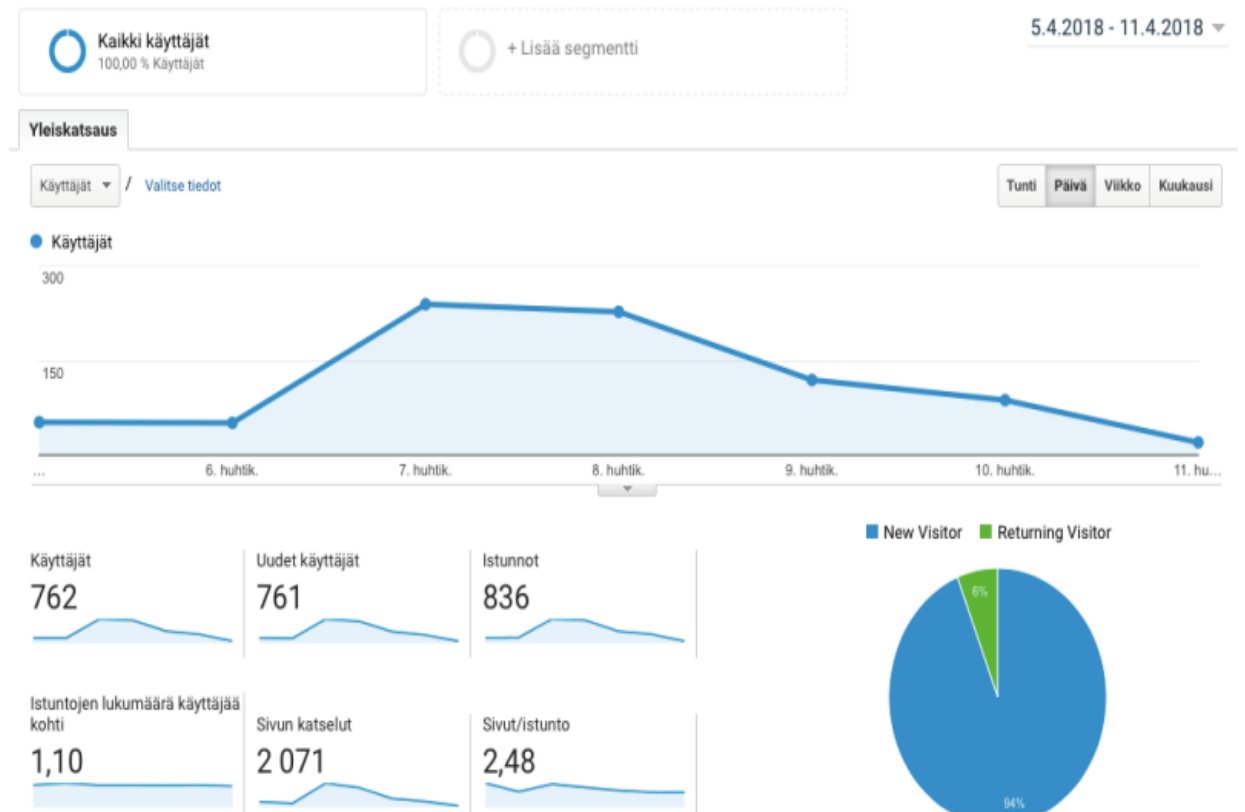 Kaikki käyttäjät
100,00 % Käyttäjät
+ Lisää segmentti
5.4.2018 - 11.4.2018
Yleiskatsaus
Käyttäjät / Valitse tiedot
Tunti Päivä Viikko Kuukausi
Käyttäjät
300
150
... 6. huhtik. 7. huhtik. 8. huhtik. 9. huhtik. 10. huhtik. 11. hu...
New Visitor Returning Visitor
Käyttäjät
762
Uudet käyttäjät
761
Istunnot
836
Istuntojen lukumäärä käyttäjää
kohti
1,10
Sivun katselut
2 071
Sivut/istunto
2,48
6%
94%